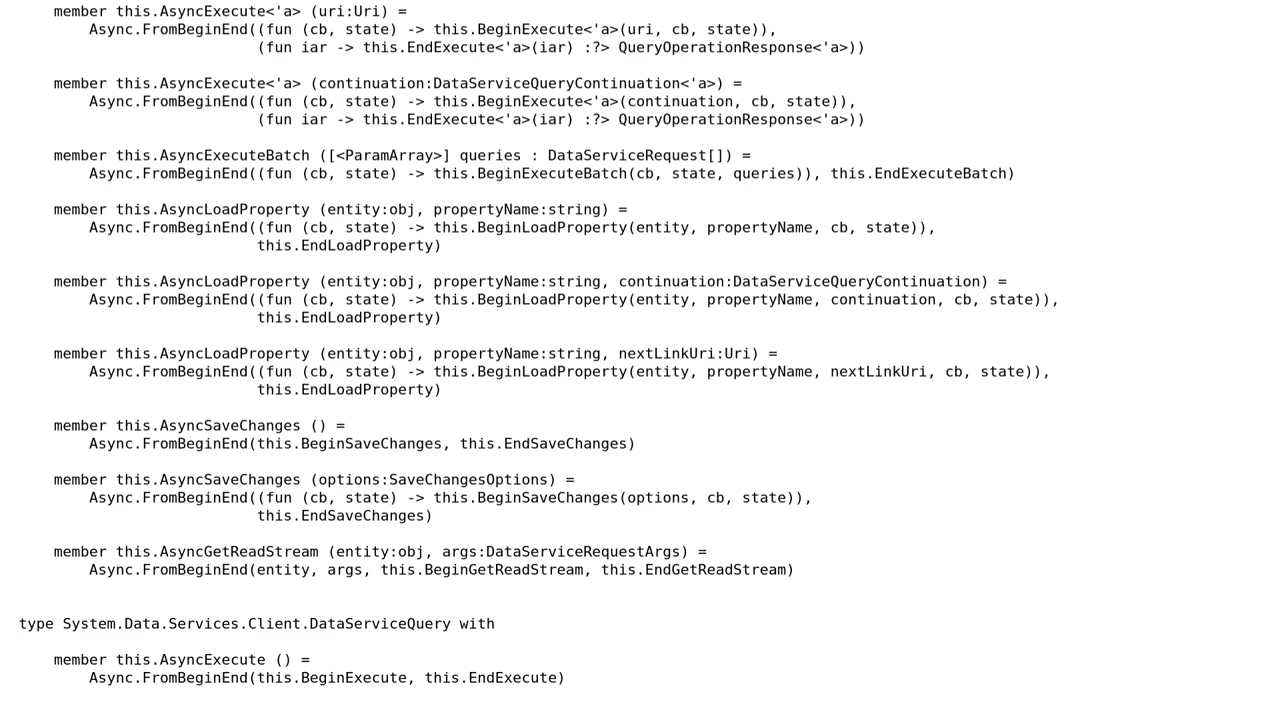 member this.AsyncExecute<'a> (uri:Uri) =
Async.FromBeginEnd((fun (cb, state) -> this.BeginExecute<'a>(uri, cb, state)),
(fun iar -> this.EndExecute<'a>(iar) :?> QueryOperationResponse<'a>))
member this.AsyncExecute<'a> (continuation:DataServiceQueryContinuation<'a>) =
Async.FromBeginEnd((fun (cb, state) -> this.BeginExecute<'a>(continuation, cb, state)),
(fun iar -> this.EndExecute<'a>(iar) :?> QueryOperationResponse<'a>))
member this.AsyncExecuteBatch ([<ParamArray>] queries : DataServiceRequest[]) =
Async.FromBeginEnd((fun (cb, state) -> this.BeginExecuteBatch(cb, state, queries)), this.EndExecuteBatch)
member this.AsyncLoadProperty (entity:obj, propertyName:string) =
Async.FromBeginEnd((fun (cb, state) -> this.BeginLoadProperty(entity, propertyName, cb, state)),
this.EndLoadProperty)
member this.AsyncLoadProperty (entity:obj, propertyName:string, continuation:DataServiceQueryContinuation) =
Async.FromBeginEnd((fun (cb, state) -> this.BeginLoadProperty(entity, propertyName, continuation, cb, state)),
this.EndLoadProperty)
member this.AsyncLoadProperty (entity:obj, propertyName:string, nextLinkUri:Uri) =
Async.FromBeginEnd((fun (cb, state) -> this.BeginLoadProperty(entity, propertyName, nextLinkUri, cb, state)),
this.EndLoadProperty)
member this.AsyncSaveChanges () =
Async.FromBeginEnd(this.BeginSaveChanges, this.EndSaveChanges)
member this.AsyncSaveChanges (options:SaveChangesOptions) =
Async.FromBeginEnd((fun (cb, state) -> this.BeginSaveChanges(options, cb, state)),
this.EndSaveChanges)
member this.AsyncGetReadStream (entity:obj, args:DataServiceRequestArgs) =
Async.FromBeginEnd(entity, args, this.BeginGetReadStream, this.EndGetReadStream)
type System.Data.Services.Client.DataServiceQuery with
member this.AsyncExecute () =
Async.FromBeginEnd(this.BeginExecute, this.EndExecute)